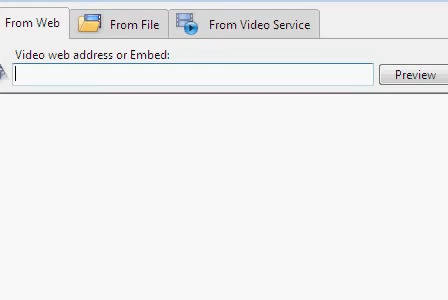 From Web From File From Video Service
Video web address or Embed:
Preview